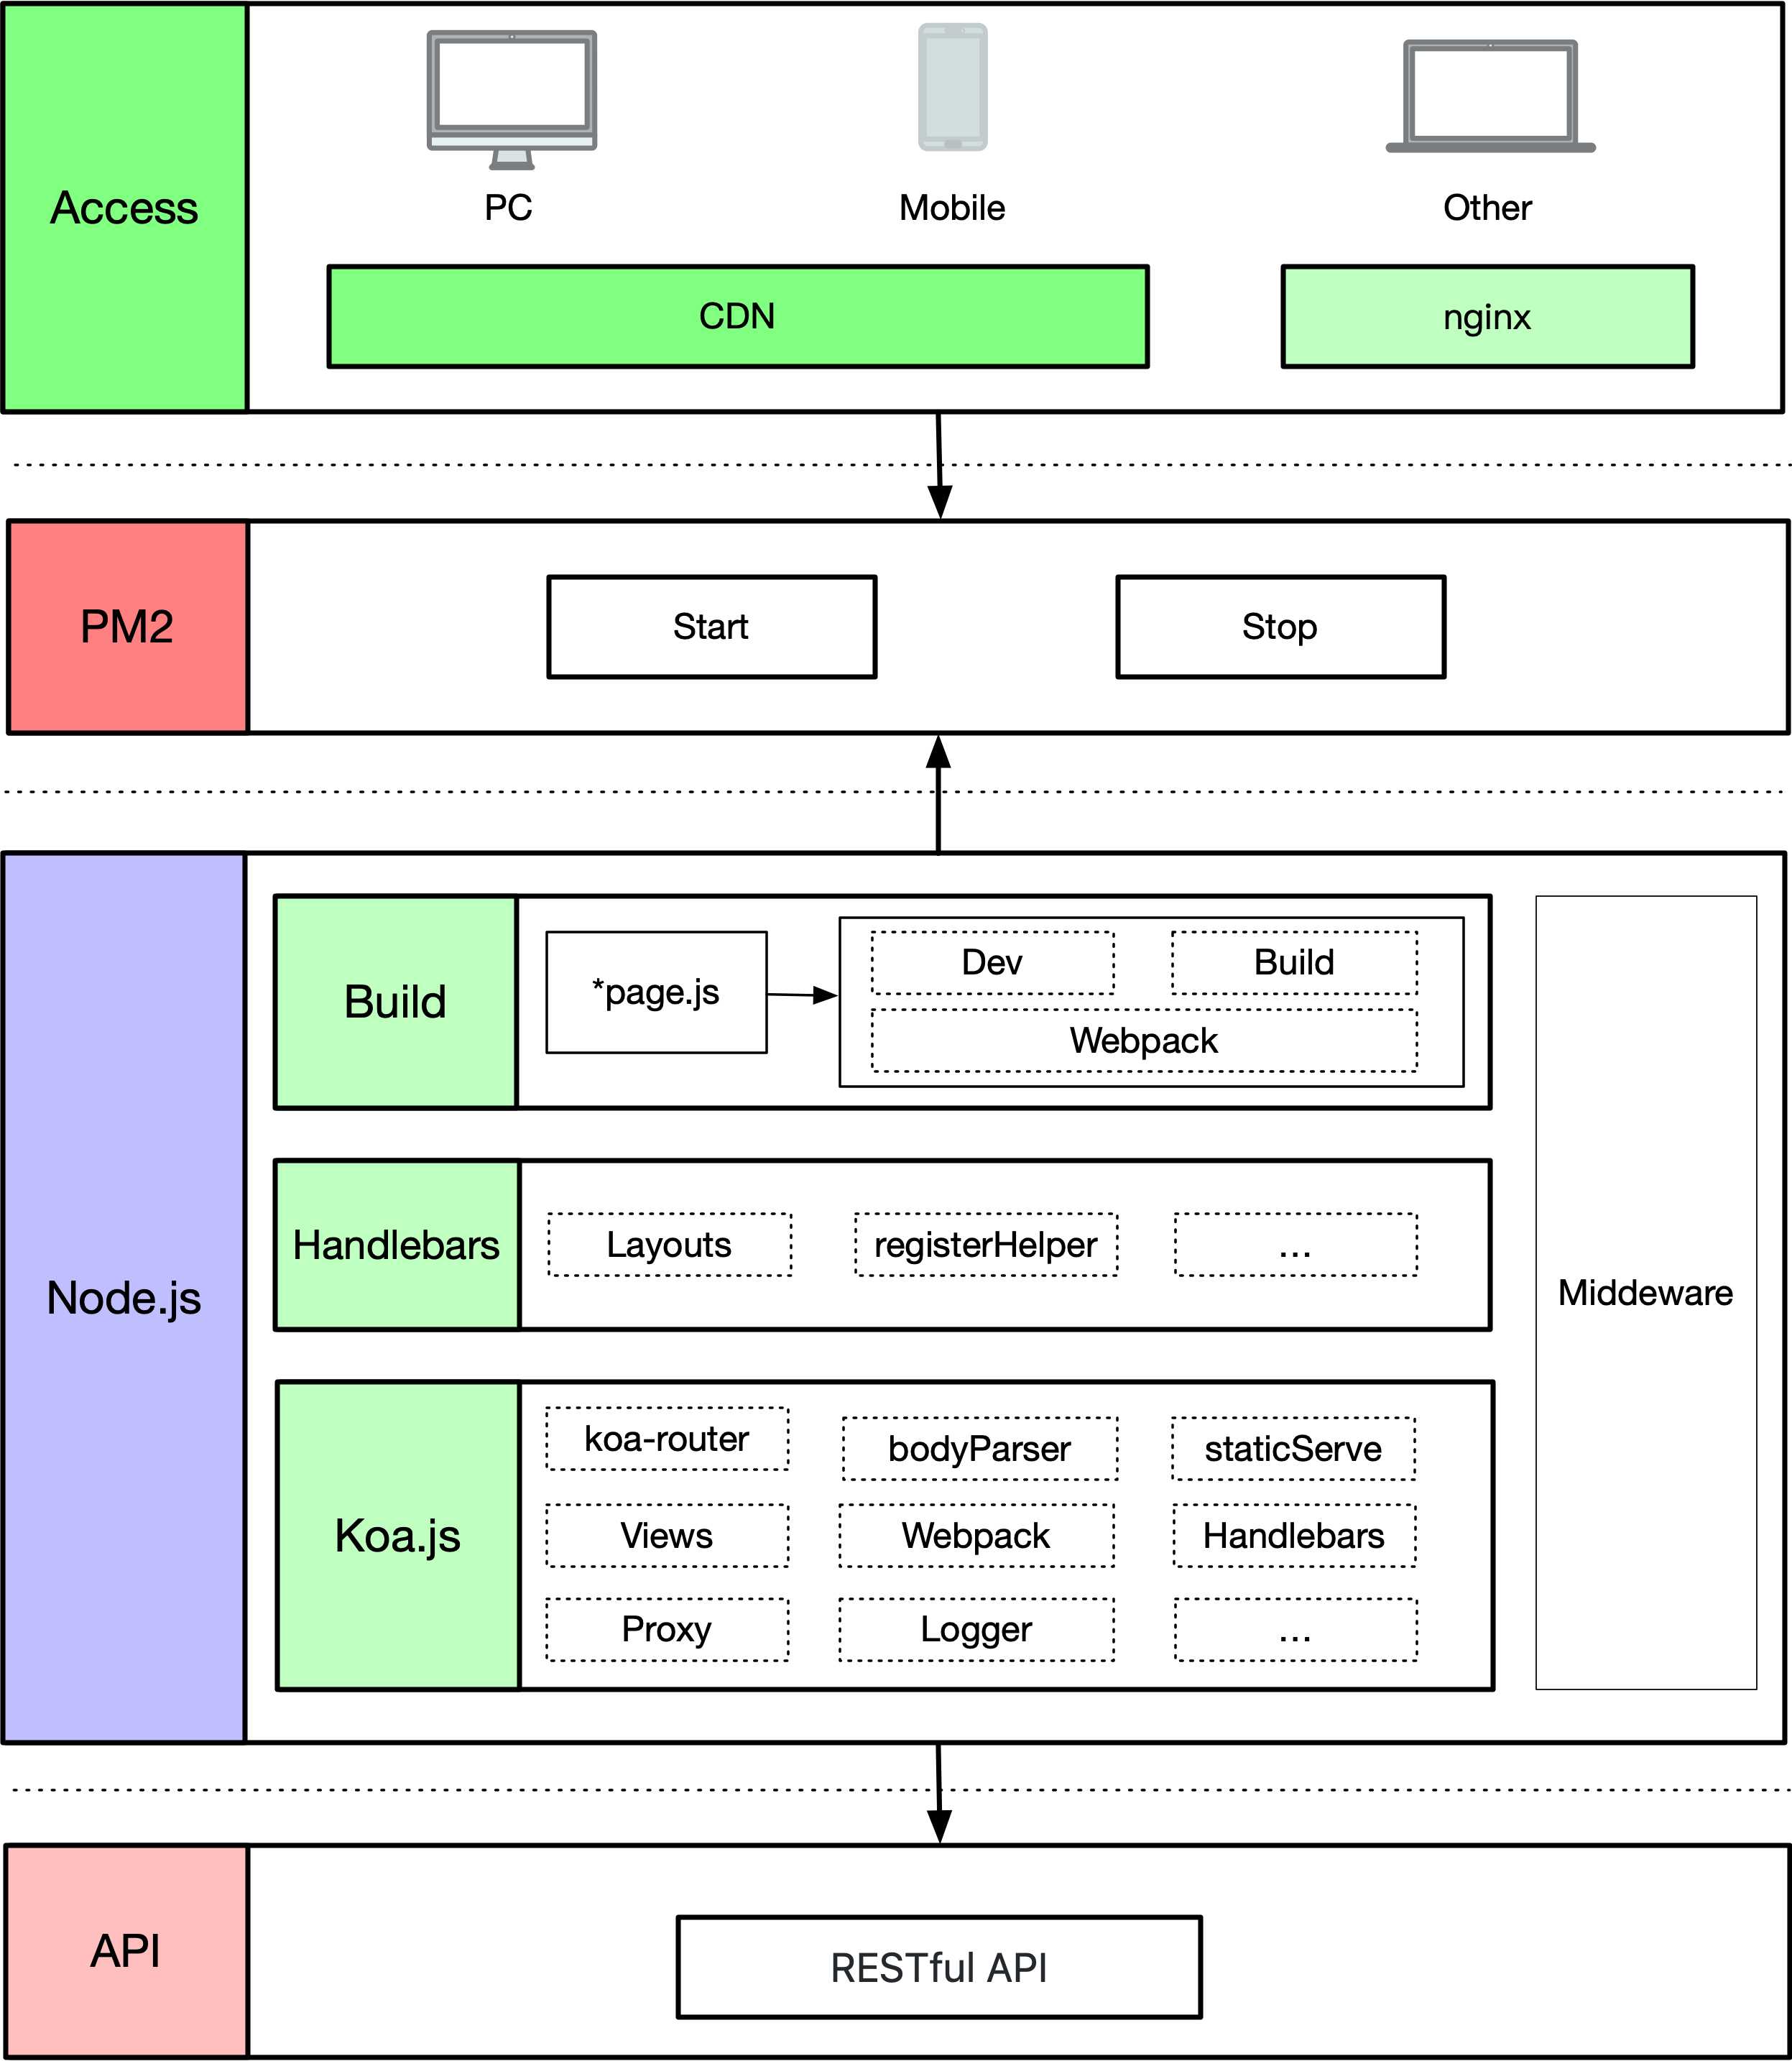 Access
PC
Mobile
Other
CDN
nginx
PM2
Start
Stop
Node.js
Build
*page.js
Dev
Build
Webpack
Handlebars
Layouts
registerHelper
...
Middeware
Koa.js
koa-router
bodyParser
staticServe
Views
Webpack
Handlebars
Proxy
Logger
...
API
RESTful API